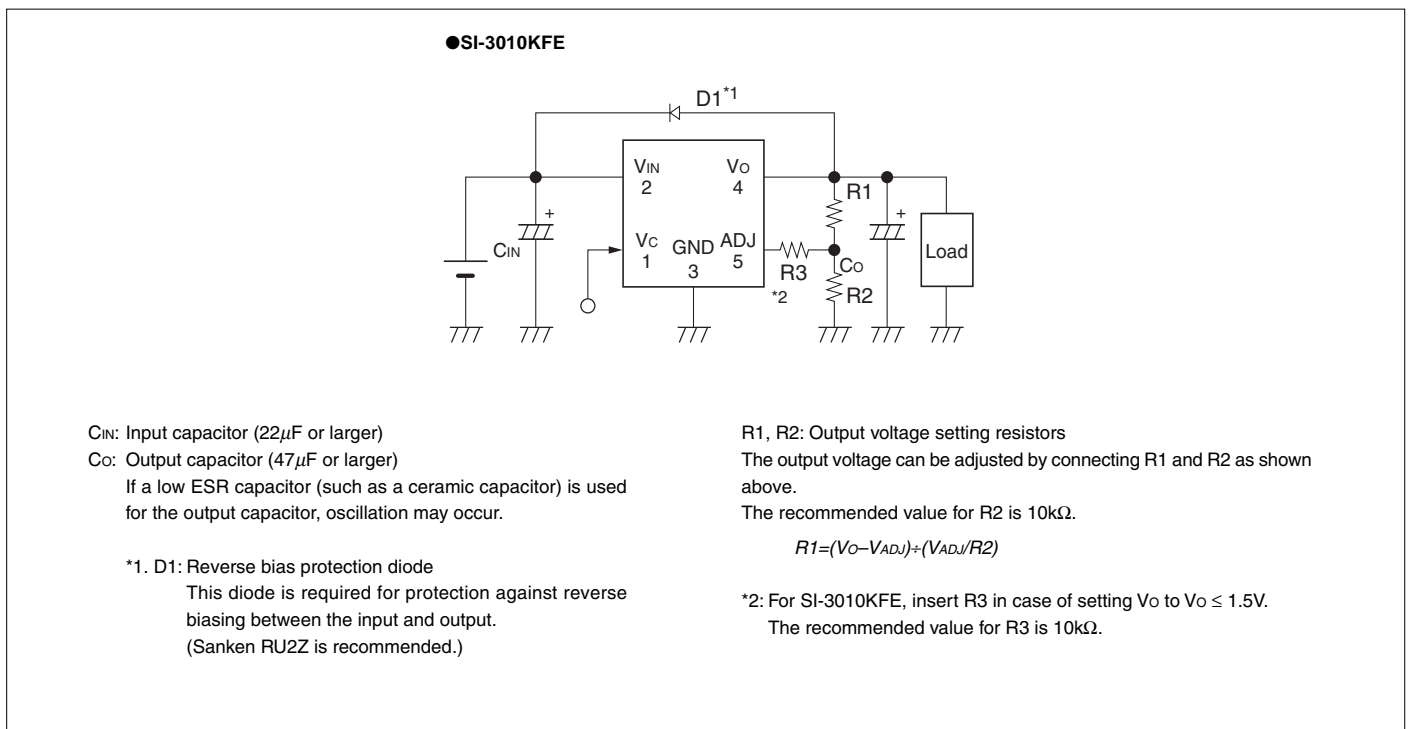 ●SI-3010KFE
D1*1
VIN
2
VO
4
R1
+
+
CIN
VC
1
GND
3
ADJ
5
R3
*2
CO
R2
Load
CIN: Input capacitor (22μF or larger)
CO: Output capacitor (47μF or larger)
If a low ESR capacitor (such as a ceramic capacitor) is used
for the output capacitor, oscillation may occur.
*1. D1: Reverse bias protection diode
This diode is required for protection against reverse
biasing between the input and output.
(Sanken RU2Z is recommended.)
R1, R2: Output voltage setting resistors
The output voltage can be adjusted by connecting R1 and R2 as shown
above.
The recommended value for R2 is 10kΩ.
R1=(VO–VADJ)÷(VADJ/R2)
*2: For SI-3010KFE, insert R3 in case of setting VO to VO ≤ 1.5V.
The recommended value for R3 is 10kΩ.